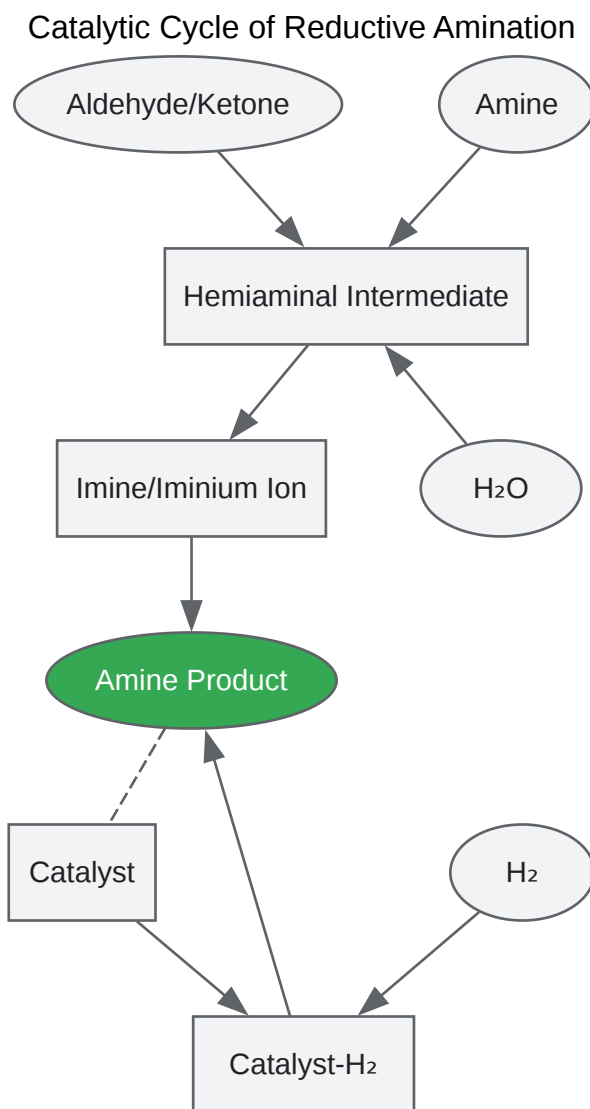 Catalytic Cycle of Reductive Amination
Aldehyde/Ketone
Amine
Hemiaminal Intermediate
Imine/Iminium Ion
H₂O
Amine Product
Catalyst
H₂
Catalyst-H₂